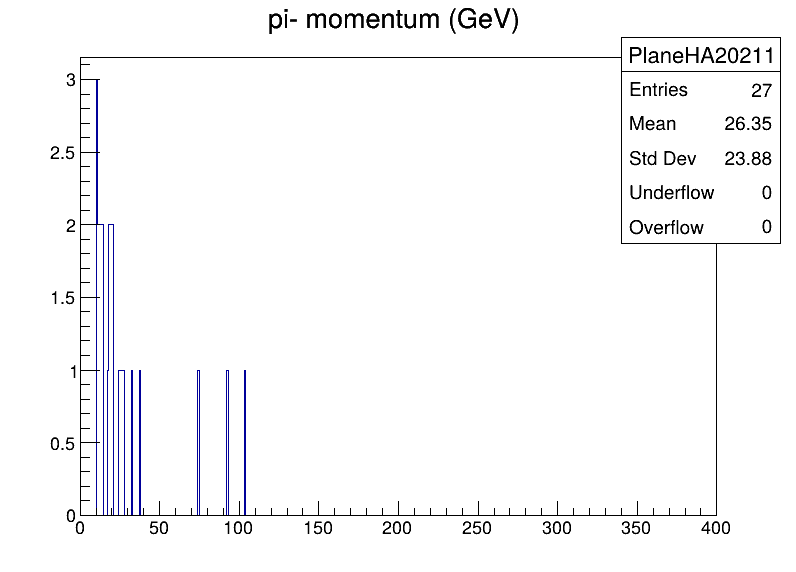 pi- momentum (GeV)
PlaneHA20211
Entries 27
Mean 26.35
Std Dev 23.88
Underflow 0
Overflow 0
3
2.5
2
1.5
1
0.5
0
0 50 100 150 200 250 300 350 400